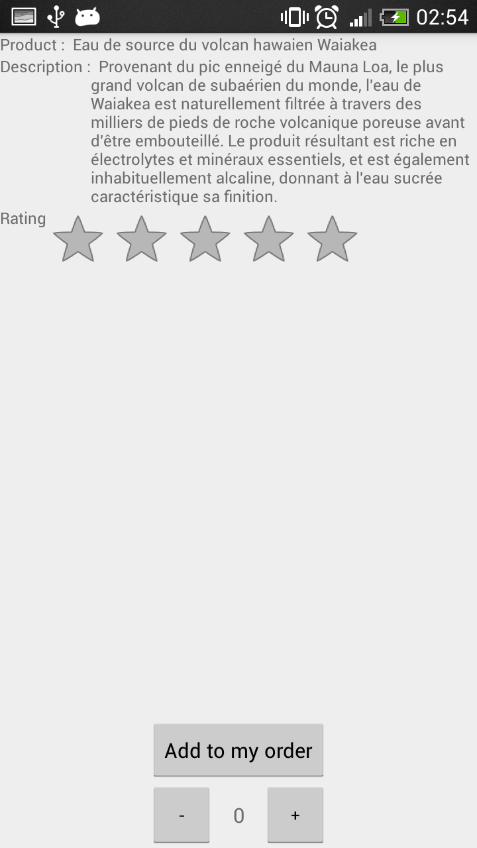 02:54
Product : Eau de source du volcan hawaien Waiakea
Description : Provenant du pic enneigé du Mauna Loa, le plus
grand volcan de subaérien du monde, l'eau de
Waiakea est naturellement filtrée à travers des
milliers de pieds de roche volcanique poreuse avant
d'être embouteillé. Le produit résultant est riche en
électrolytes et minéraux essentiels, et est également
inhabituellement alcaline, donnant à l'eau sucrée
caractéristique sa finition.
Rating
Add to my order
- 0 +